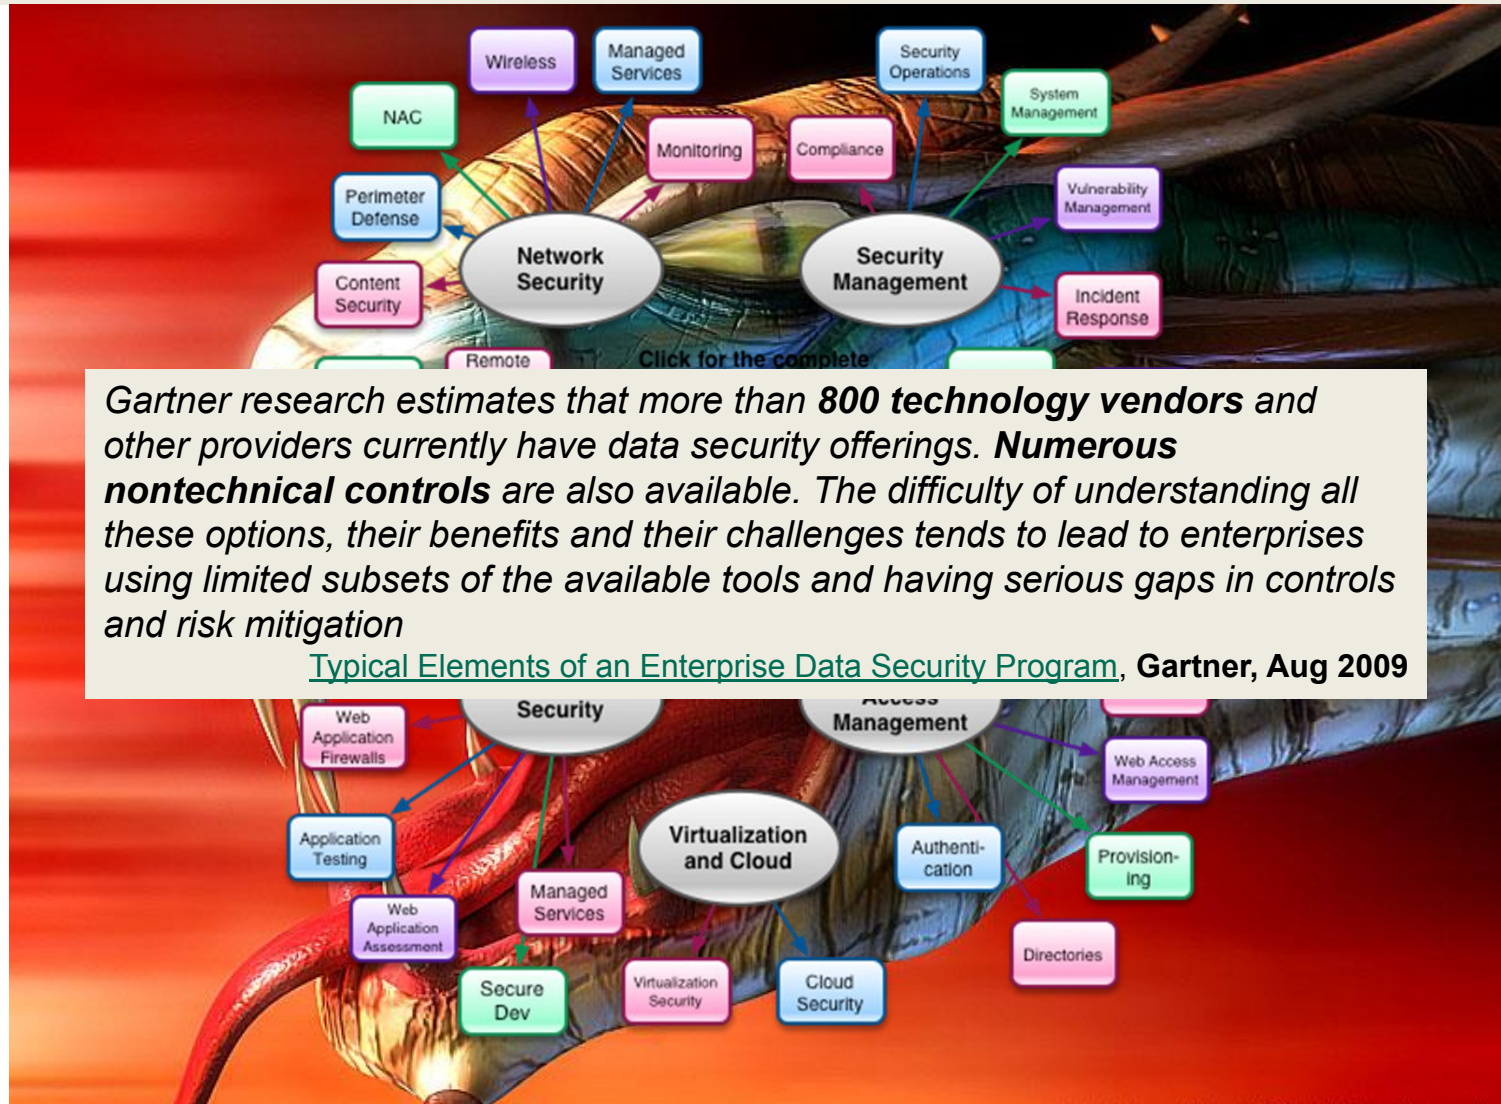 Wireless
Managed
Services
Security
Operations
System
Management
NAC
Monitoring
Compliance
Perimeter
Defense
Vulnerability
Management
Network
Security
Security
Management
Content
Security
Incident
Response
Remote
Click for the complete
Gartner research estimates that more than 800 technology vendors and
other providers currently have data security offerings. Numerous
nontechnical controls are also available. The difficulty of understanding all
these options, their benefits and their challenges tends to lead to enterprises
using limited subsets of the available tools and having serious gaps in controls
and risk mitigation
Typical Elements of an Enterprise Data Security Program, Gartner, Aug 2009
Security
Access
Management
Web
Application
Firewalls
Web Access
Management
Application
Testing
Virtualization
and Cloud
Authenti-
cation
Provision-
ing
Managed
Services
Web
Application
Assessment
Directories
Secure
Dev
Virtualization
Security
Cloud
Security